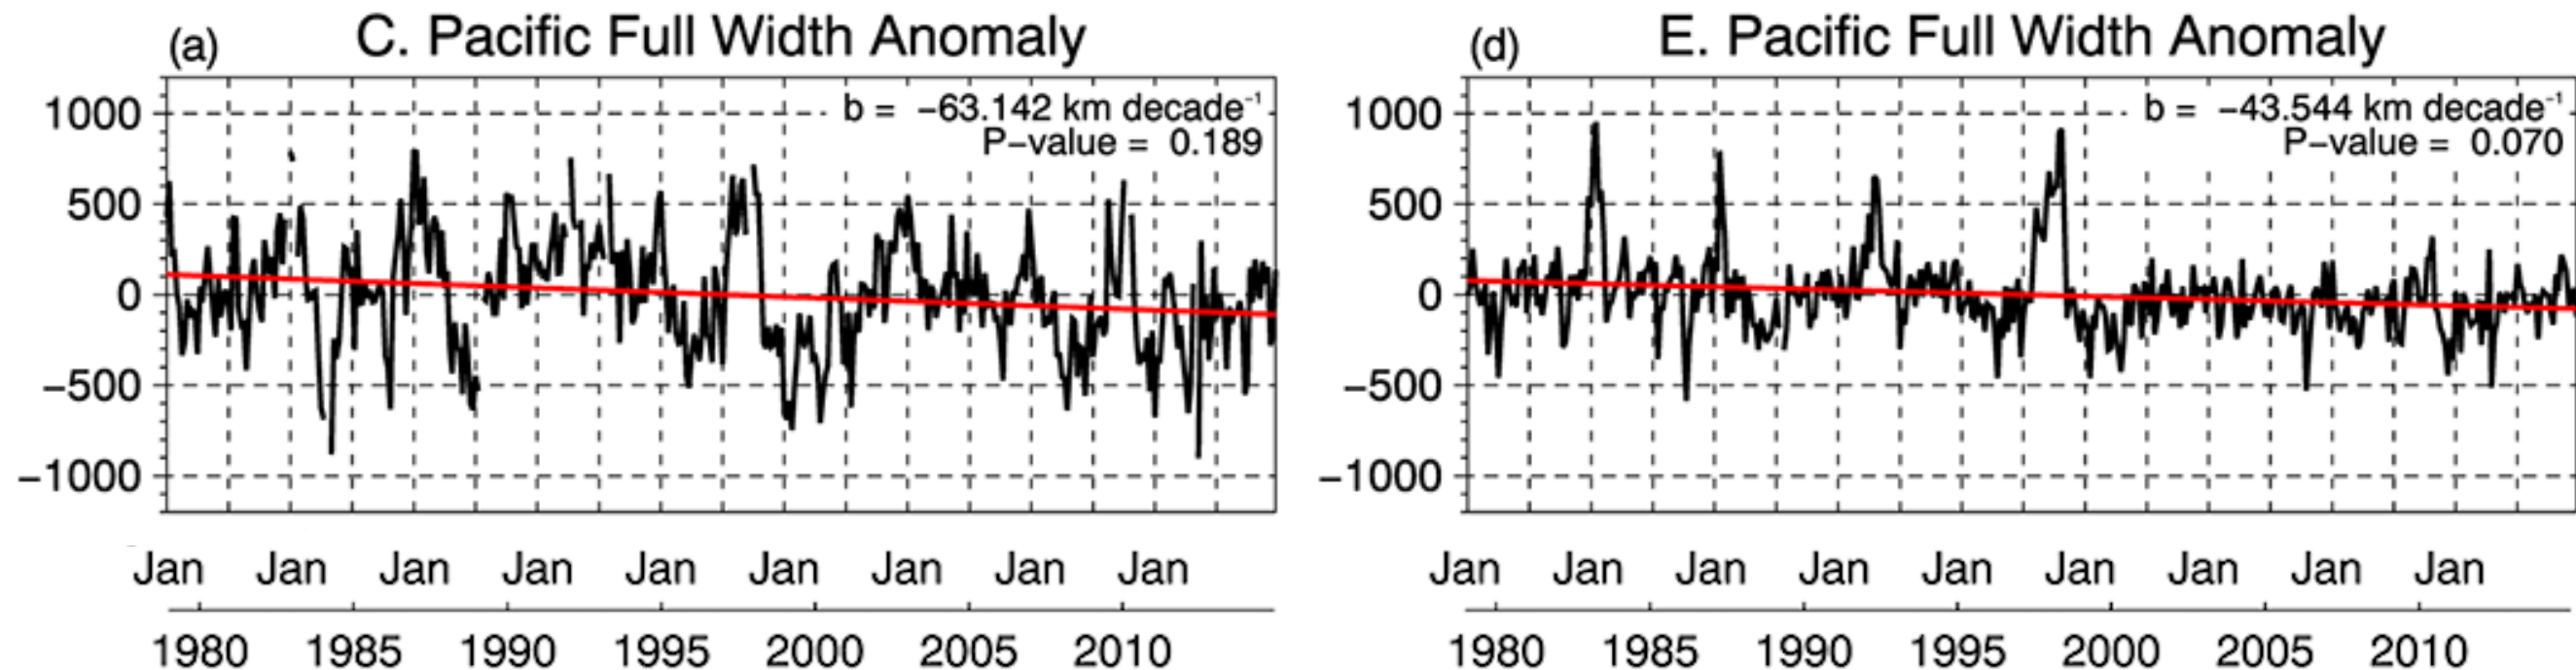 (a) C. Pacific Full Width Anomaly
b = −63.142 km decade⁻¹
P−value = 0.189
1000
500
0
−500
−1000
Jan Jan Jan Jan Jan Jan Jan Jan Jan
1980 1985 1990 1995 2000 2005 2010
(d) E. Pacific Full Width Anomaly
b = −43.544 km decade⁻¹
P−value = 0.070
1000
500
0
−500
−1000
Jan Jan Jan Jan Jan Jan Jan Jan Jan
1980 1985 1990 1995 2000 2005 2010